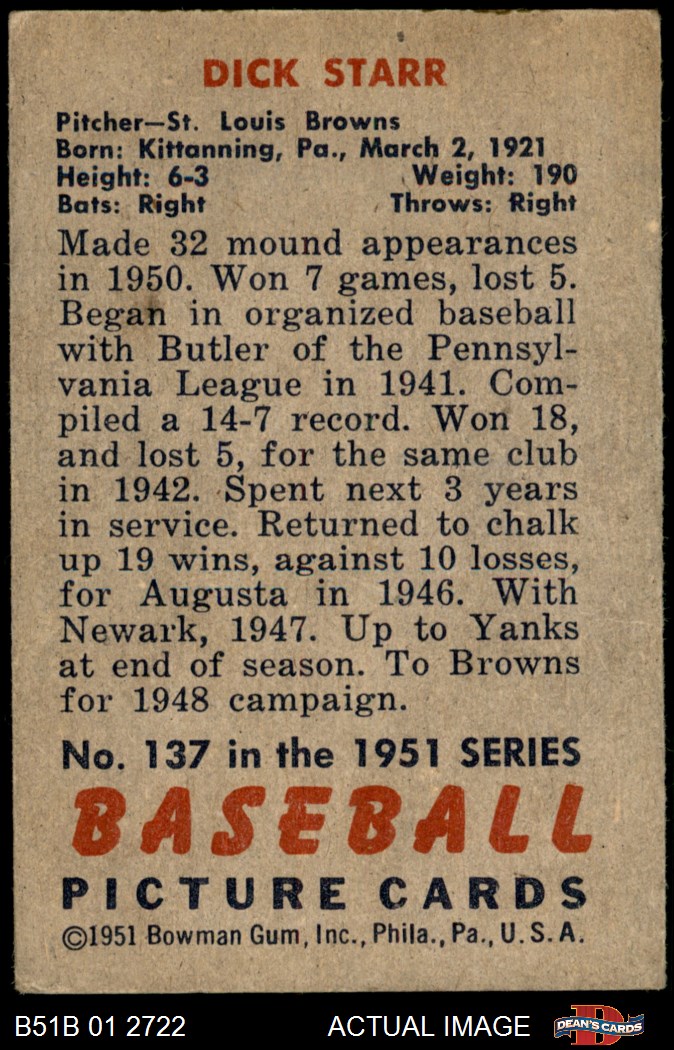 DICK STARR
Pitcher—St. Louis Browns
Born: Kittanning, Pa., March 2, 1921
Height: 6-3 Weight: 190
Bats: Right Throws: Right
Made 32 mound appearances
in 1950. Won 7 games, lost 5.
Began in organized baseball
with Butler of the Pennsyl-
vania League in 1941. Com-
piled a 14-7 record. Won 18,
and lost 5, for the same club
in 1942. Spent next 3 years
in service. Returned to chalk
up 19 wins, against 10 losses,
for Augusta in 1946. With
Newark, 1947. Up to Yanks
at end of season. To Browns
for 1948 campaign.
No. 137 in the 1951 SERIES
BASEBALL
PICTURE CARDS
©1951 Bowman Gum, Inc., Phila., Pa., U.S.A.
B51B 01 2722 ACTUAL IMAGE D DEAN'S CARDS